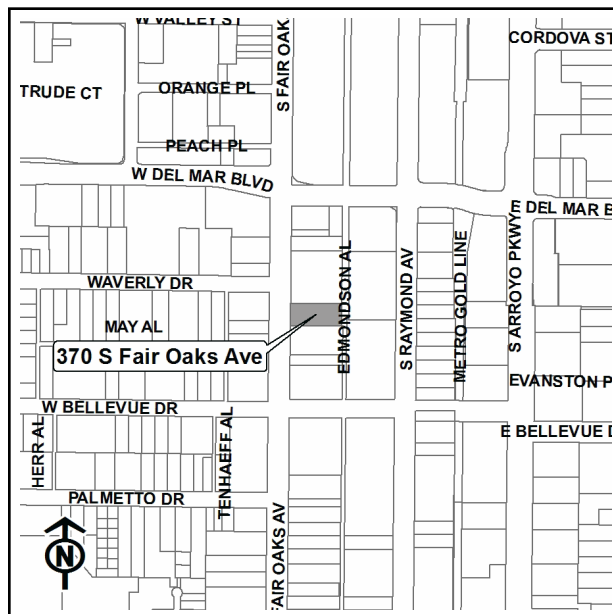 W VALLEY ST
CORDOVA ST
S FAIR OAK
TRUDE CT
ORANGE PL
PEACH PL
W DEL MAR BLVD
E DEL MAR B
WAVERLY DR
EDMONDSON AL
S RAYMOND AV
METRO GOLD LINE
S ARROYO PKWY
MAY AL
370 S Fair Oaks Ave
EVANSTON P
W BELLEVUE DR
E BELLEVUE D
HERR AL
TENHAEFF AL
PALMETTO DR
FAIR OAKS AV
N